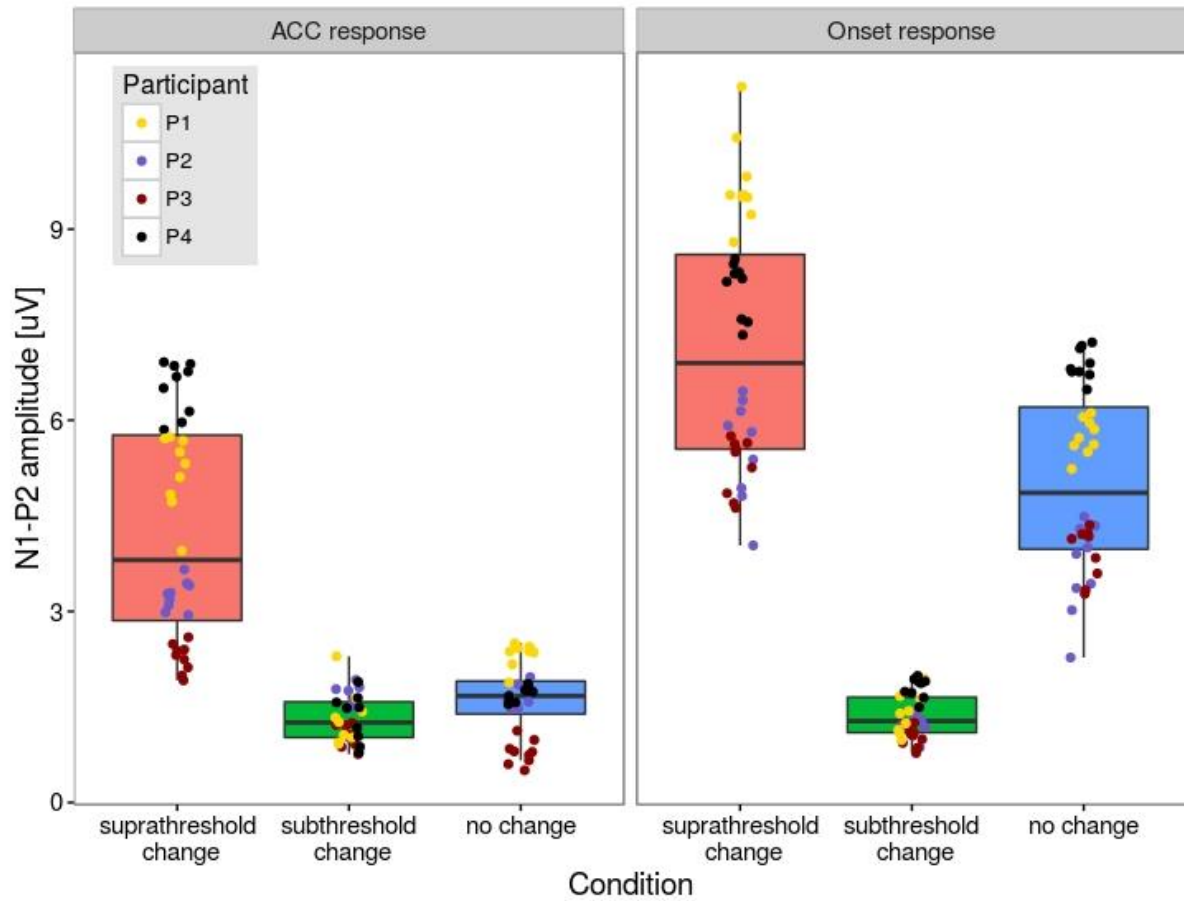 ACC response
Onset response
Participant
P1
P2
P3
P4
N1-P2 amplitude [uV]
9
6
3
0
suprathreshold
change
subthreshold
change
no change
suprathreshold
change
subthreshold
change
no change
Condition